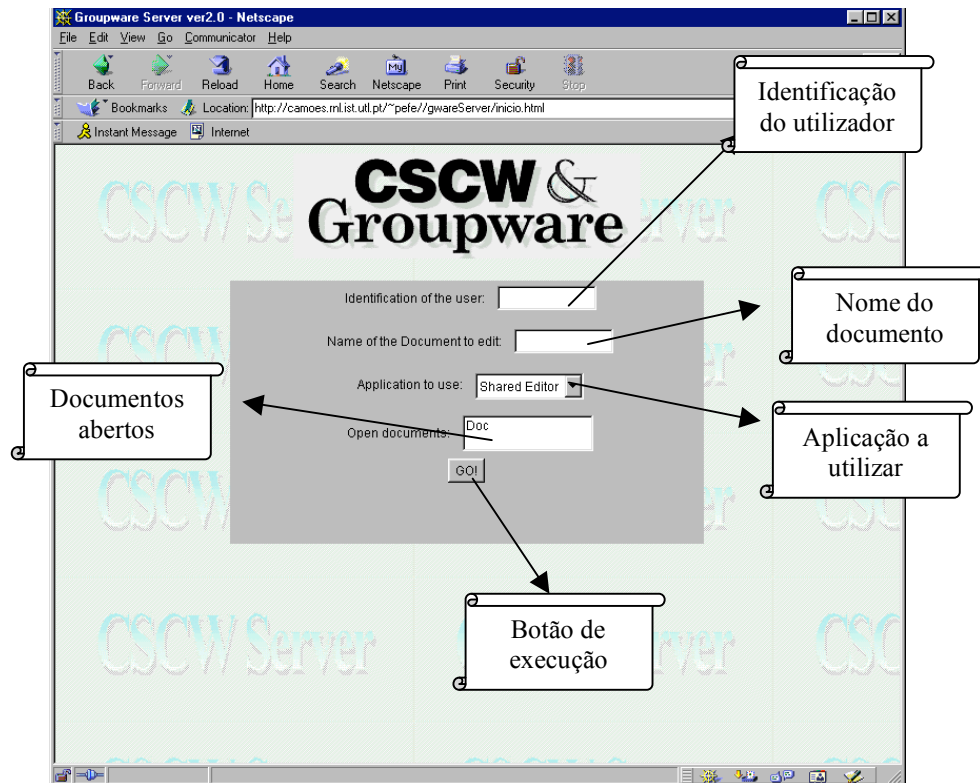 Groupware Server ver2.0 - Netscape
File Edit View Go Communicator Help
Back Forward Reload Home Search Netscape Print Security Stop
Bookmarks Location: http://camoes.rnl.ist.utl.pt/~pefe//gwareServer/inicio.html
Instant Message Internet
Identificação
do utilizador
CSCW &
Groupware
Identification of the user:
Name of the Document to edit:
Nome do
documento
Application to use: Shared Editor
Documentos
abertos
Open documents: Doc
Aplicação a
utilizar
GO!
Botão de
execução
CSCW Server